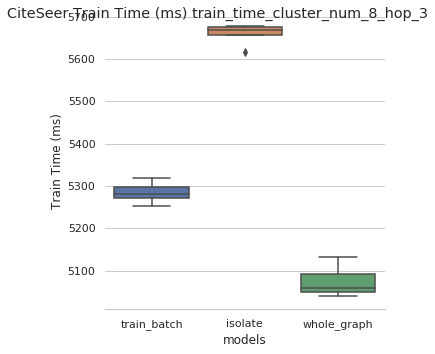 CiteSeer Train Time (ms) train_time_cluster_num_8_hop_3
5700
5600
5500
5400
5300
5200
5100
Train Time (ms)
train_batch isolate whole_graph
models